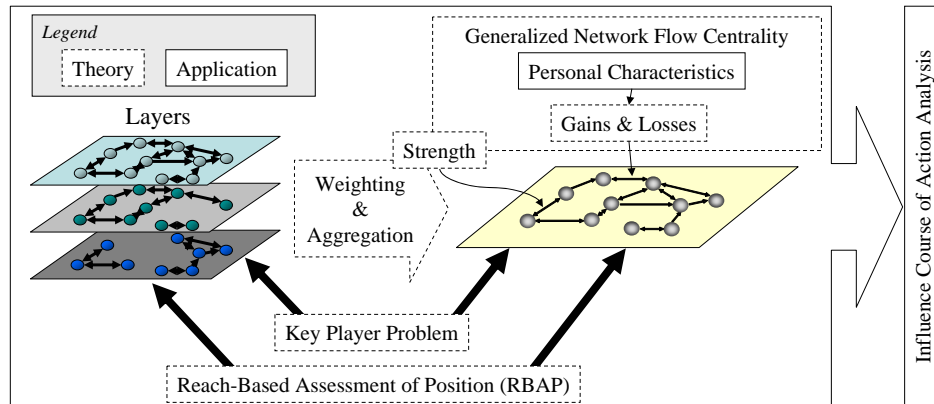 Legend
Theory
Application
Layers
Generalized Network Flow Centrality
Personal Characteristics
Gains & Losses
Strength
Weighting
&
Aggregation
Key Player Problem
Reach-Based Assessment of Position (RBAP)
Influence Course of Action Analysis